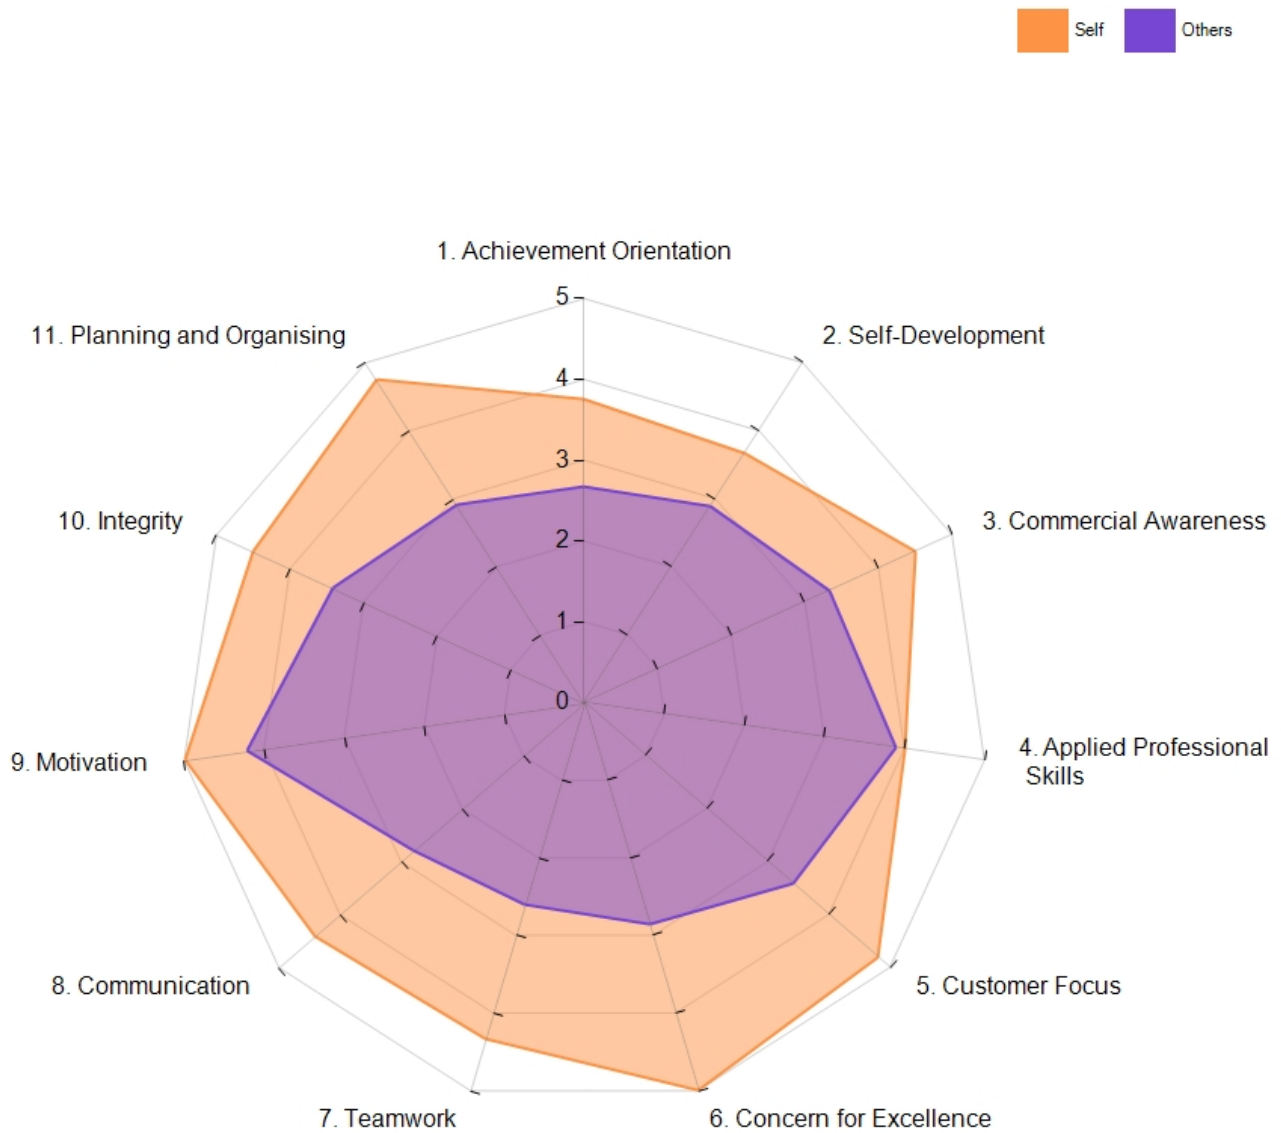 Self
Others
1. Achievement Orientation
5
11. Planning and Organising
2. Self-Development
4
3
10. Integrity
3. Commercial Awareness
2
1
0
9. Motivation
4. Applied Professional
Skills
8. Communication
5. Customer Focus
7. Teamwork
6. Concern for Excellence